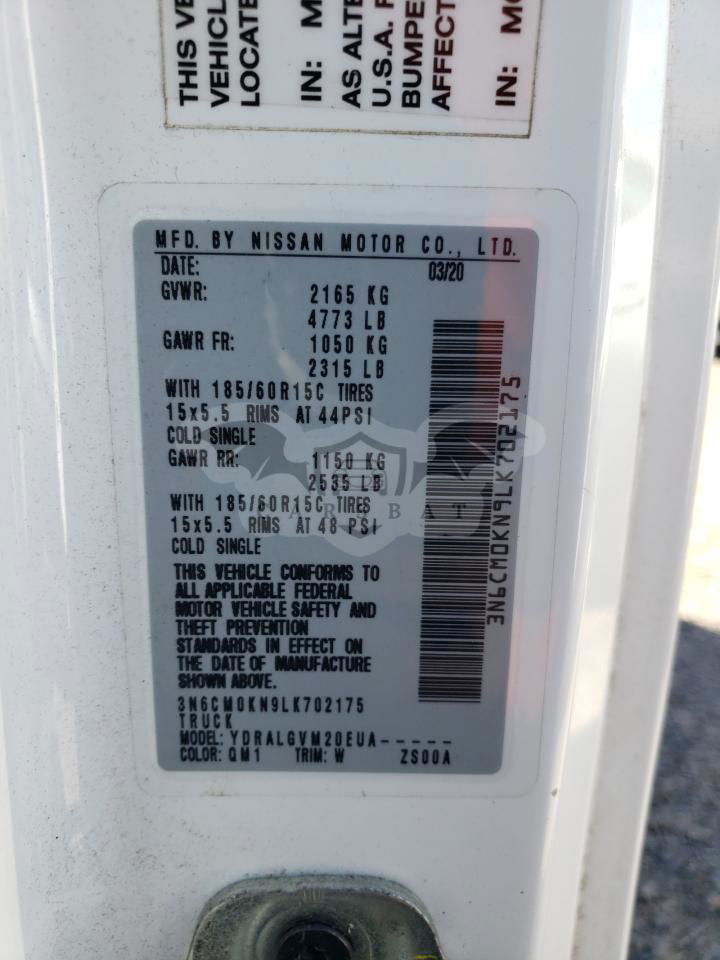 THIS VE
VEHICL
LOCATE
IN: M
AS ALTE
U.S.A. F
BUMPE
AFFECT
IN: MO
MFD. BY NISSAN MOTOR CO., LTD.
DATE: 03/20
GVWR: 2165 KG
4773 LB
GAWR FR: 1050 KG
2315 LB
WITH 185/60R15C TIRES
15x5.5 RIMS AT 44PSI
COLD SINGLE
GAWR RR: 1150 KG
2535 LB
WITH 185/60R15C TIRES
15x5.5 RIMS AT 48 PSI
COLD SINGLE
THIS VEHICLE CONFORMS TO
ALL APPLICABLE FEDERAL
MOTOR VEHICLE SAFETY AND
THEFT PREVENTION
STANDARDS IN EFFECT ON
THE DATE OF MANUFACTURE
SHOWN ABOVE.
3N6CM0KN9LK702175
TRUCK
MODEL: YDRALGVM20EUA-----
COLOR: QM1 TRIM: W ZS00A
3N6CM0KN9LK702175
CARSBAT